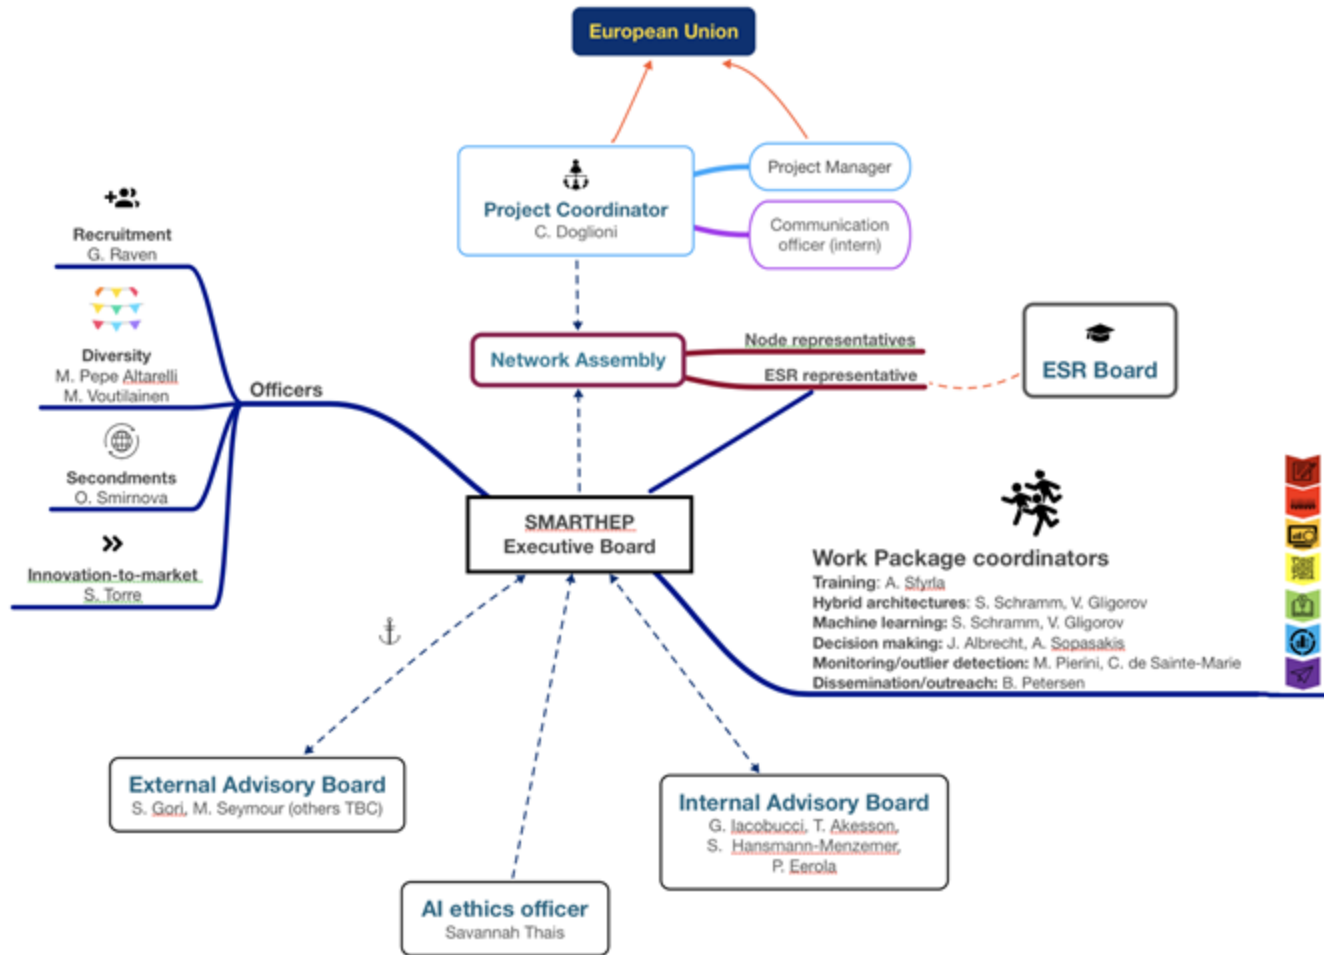 European Union
Project Coordinator
C. Doglioni
Project Manager
Communication
officer (intern)
Recruitment
G. Raven
Diversity
M. Pepe Altarelli
M. Voutilainen
Secondments
O. Smirnova
Innovation-to-market
S. Torre
Officers
Network Assembly
Node representatives
ESR representative
ESR Board
SMARTHEP
Executive Board
Work Package coordinators
Training: A. Sfyrla
Hybrid architectures: S. Schramm, V. Gligorov
Machine learning: S. Schramm, V. Gligorov
Decision making: J. Albrecht, A. Sopasakis
Monitoring/outlier detection: M. Pierini, C. de Sainte-Marie
Dissemination/outreach: B. Petersen
External Advisory Board
S. Gori, M. Seymour (others TBC)
Internal Advisory Board
G. Iacobucci, T. Akesson,
S. Hansmann-Menzemer,
P. Eerola
AI ethics officer
Savannah Thais